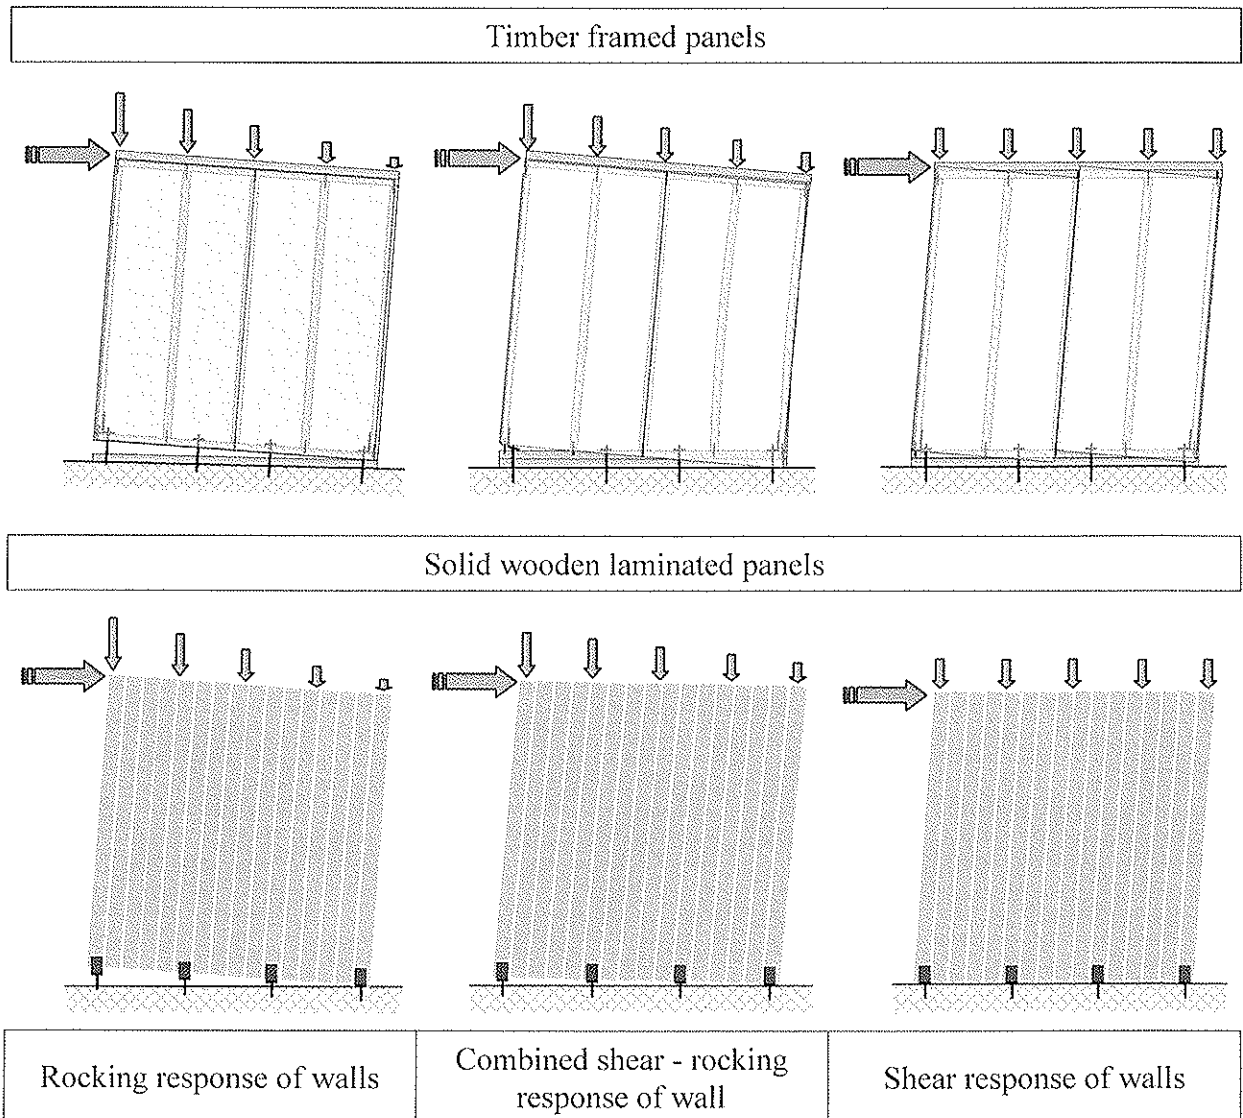 Timber framed panels
Solid wooden laminated panels
Rocking response of walls
Combined shear - rocking
response of wall
Shear response of walls